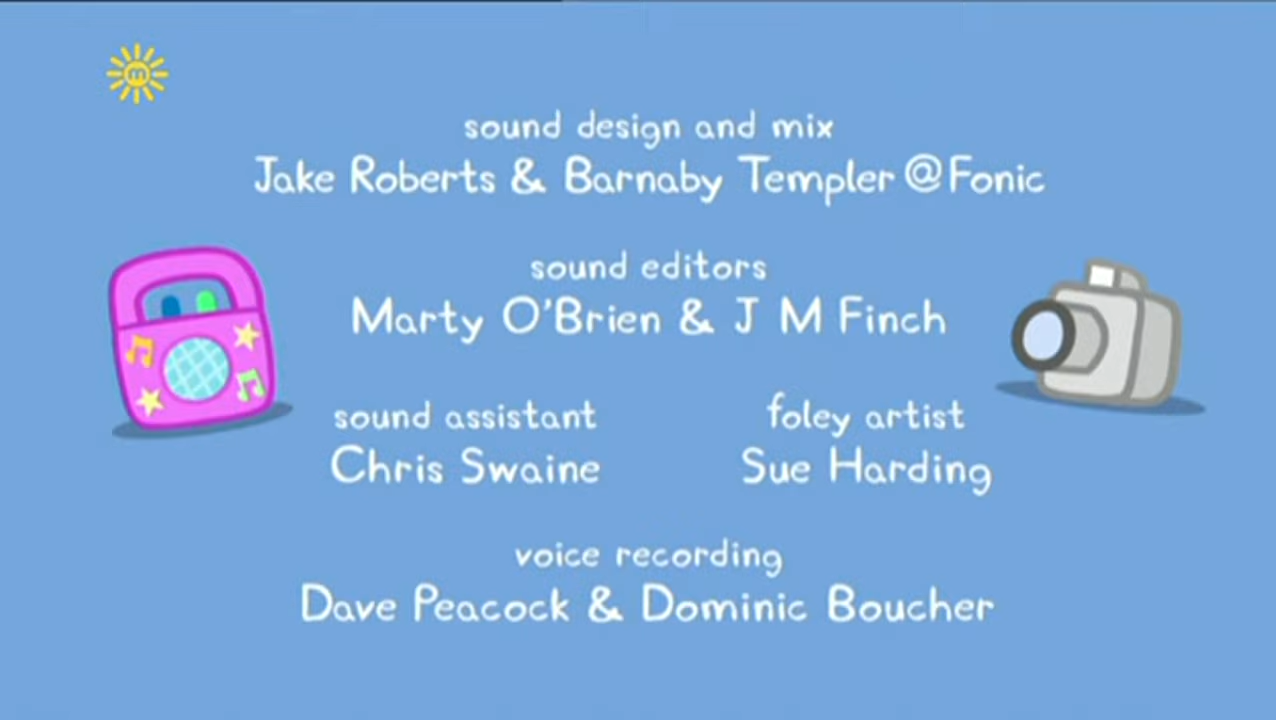 m
sound design and mix
Jake Roberts & Barnaby Templer @Fonic
sound editors
Marty O'Brien & J M Finch
sound assistant
Chris Swaine
foley artist
Sue Harding
voice recording
Dave Peacock & Dominic Boucher